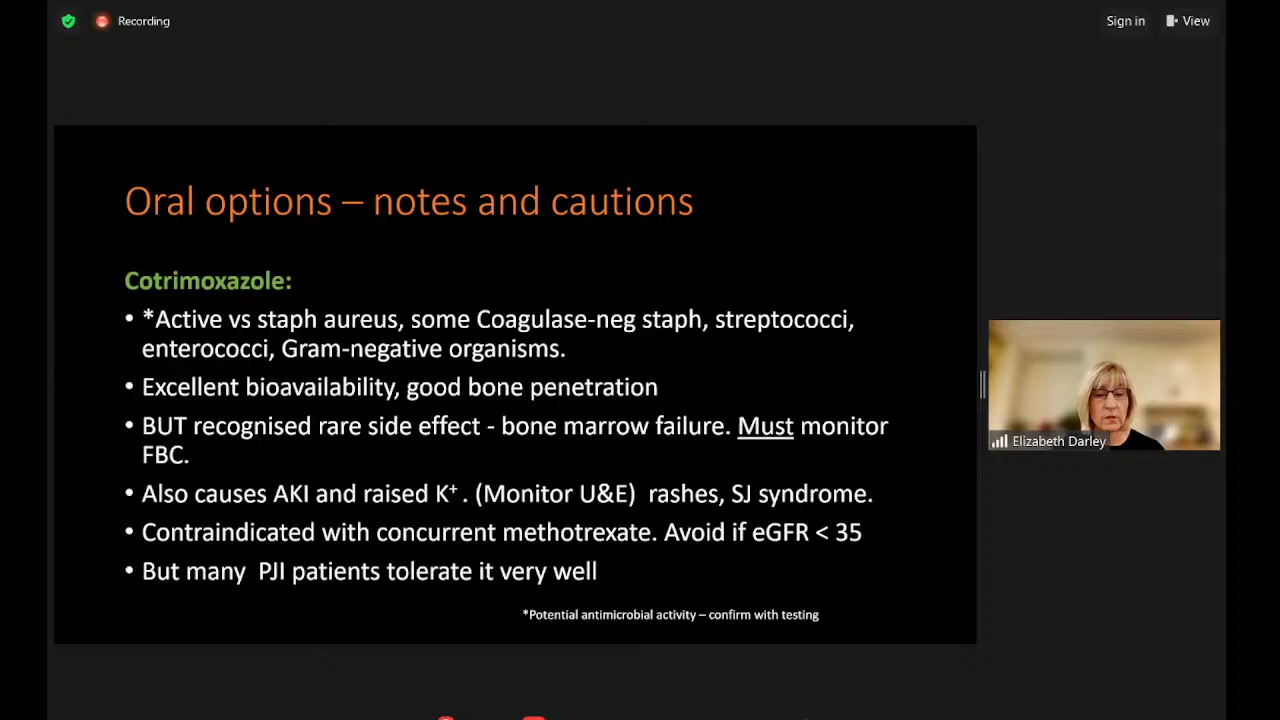 Recording
Sign in
View
Oral options – notes and cautions
Cotrimoxazole:
• *Active vs staph aureus, some Coagulase-neg staph, streptococci,
enterococci, Gram-negative organisms.
• Excellent bioavailability, good bone penetration
• BUT recognised rare side effect - bone marrow failure. Must monitor
FBC.
• Also causes AKI and raised K⁺ . (Monitor U&E)  rashes, SJ syndrome.
• Contraindicated with concurrent methotrexate. Avoid if eGFR < 35
• But many  PJI patients tolerate it very well
*Potential antimicrobial activity – confirm with testing
Elizabeth Darley